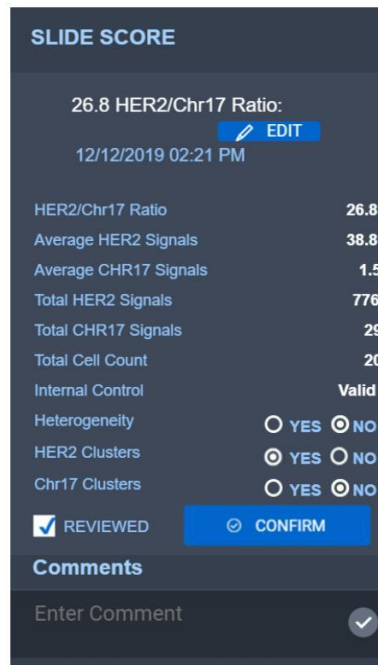 SLIDE SCORE
26.8 HER2/Chr17 Ratio:
EDIT
12/12/2019 02:21 PM
HER2/Chr17 Ratio 26.8
Average HER2 Signals 38.8
Average CHR17 Signals 1.5
Total HER2 Signals 776
Total CHR17 Signals 29
Total Cell Count 20
Internal Control Valid
Heterogeneity YES NO
HER2 Clusters YES NO
Chr17 Clusters YES NO
REVIEWED CONFIRM
Comments
Enter Comment